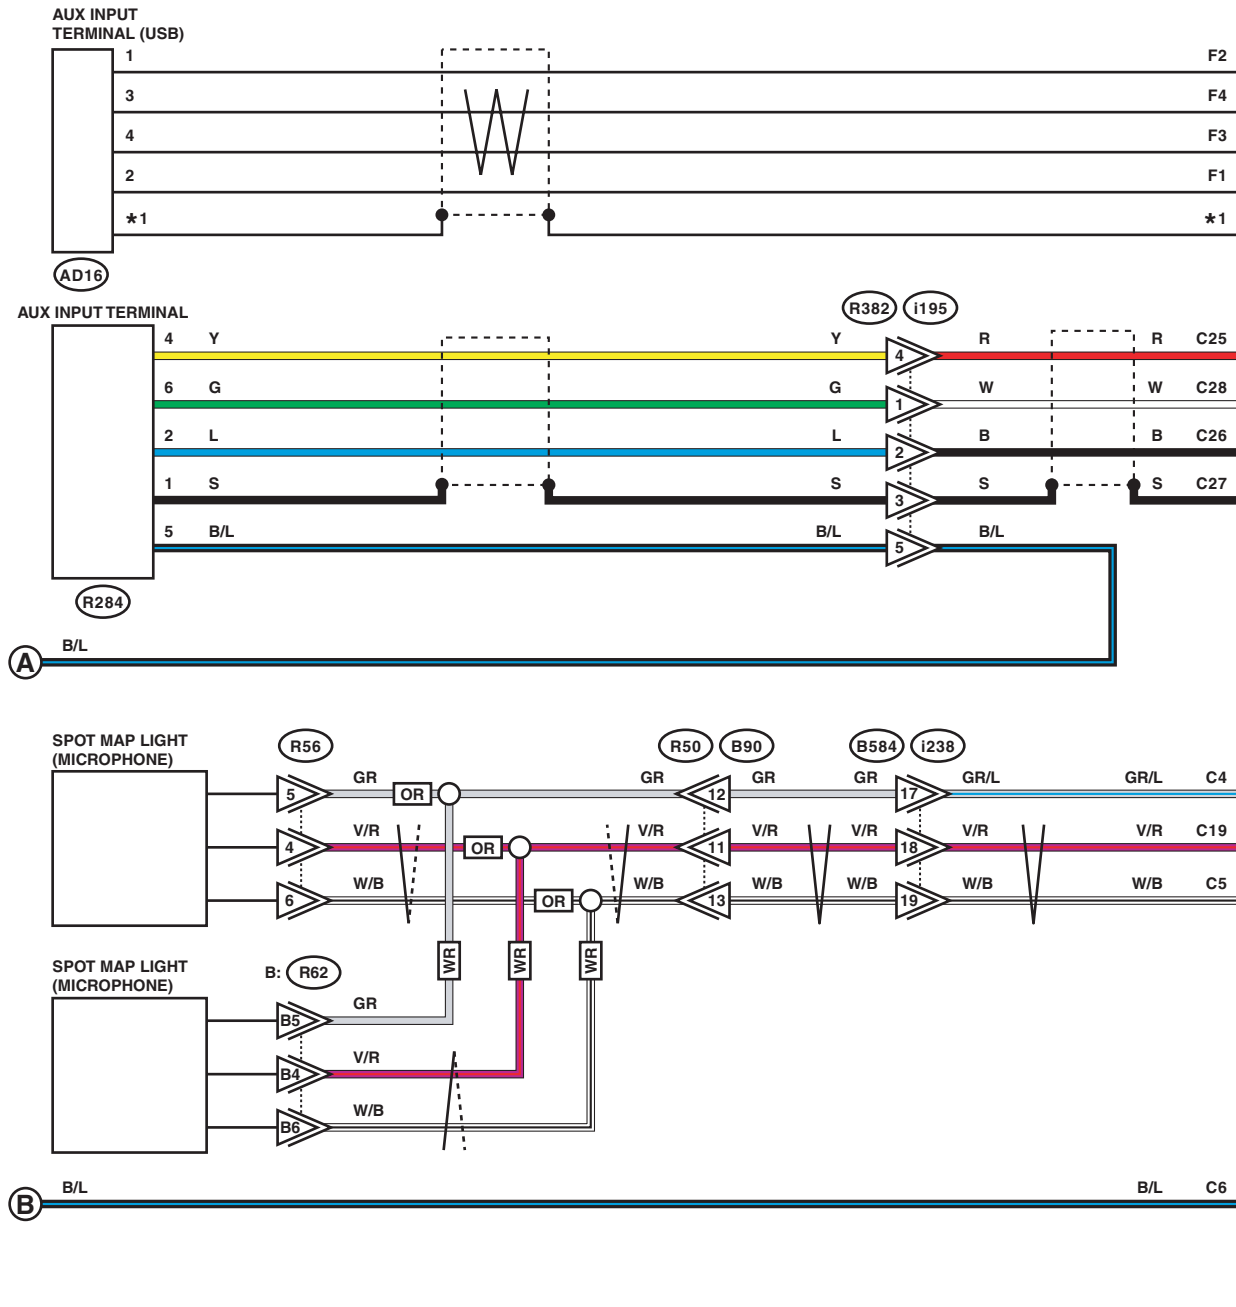 AUX INPUT
TERMINAL (USB)
1 F2
3 F4
4 F3
2 F1
*1 *1
AD16
AUX INPUT TERMINAL
R382 i195
4 Y Y 4 R R C25
6 G G 1 W W C28
2 L L 2 B B C26
1 S S 3 S S C27
5 B/L B/L 5 B/L
R284
B/L
A
SPOT MAP LIGHT
(MICROPHONE)
R56 R50 B90 B584 i238
5 GR OR GR 12 GR GR 17 GR/L GR/L C4
4 V/R OR V/R 11 V/R V/R 18 V/R V/R C19
6 W/B OR W/B 13 W/B W/B 19 W/B W/B C5
WR WR WR
SPOT MAP LIGHT
(MICROPHONE)
B: R62
B5 GR
B4 V/R
B6 W/B
B/L B/L C6
B